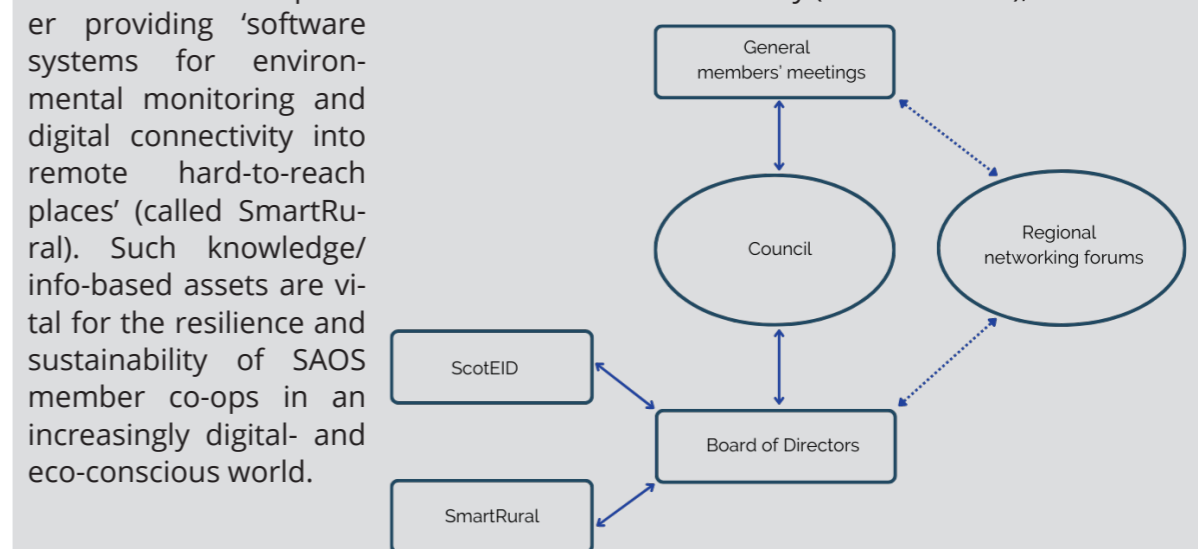 er providing ‘software
systems for environ-
mental monitoring and
digital connectivity into
remote hard-to-reach
places’ (called SmartRu-
ral). Such knowledge/
info-based assets are vi-
tal for the resilience and
sustainability of SAOS
member co-ops in an
increasingly digital- and
eco-conscious world.
General
members' meetings
Council
Regional
networking forums
ScotEID
Board of Directors
SmartRural